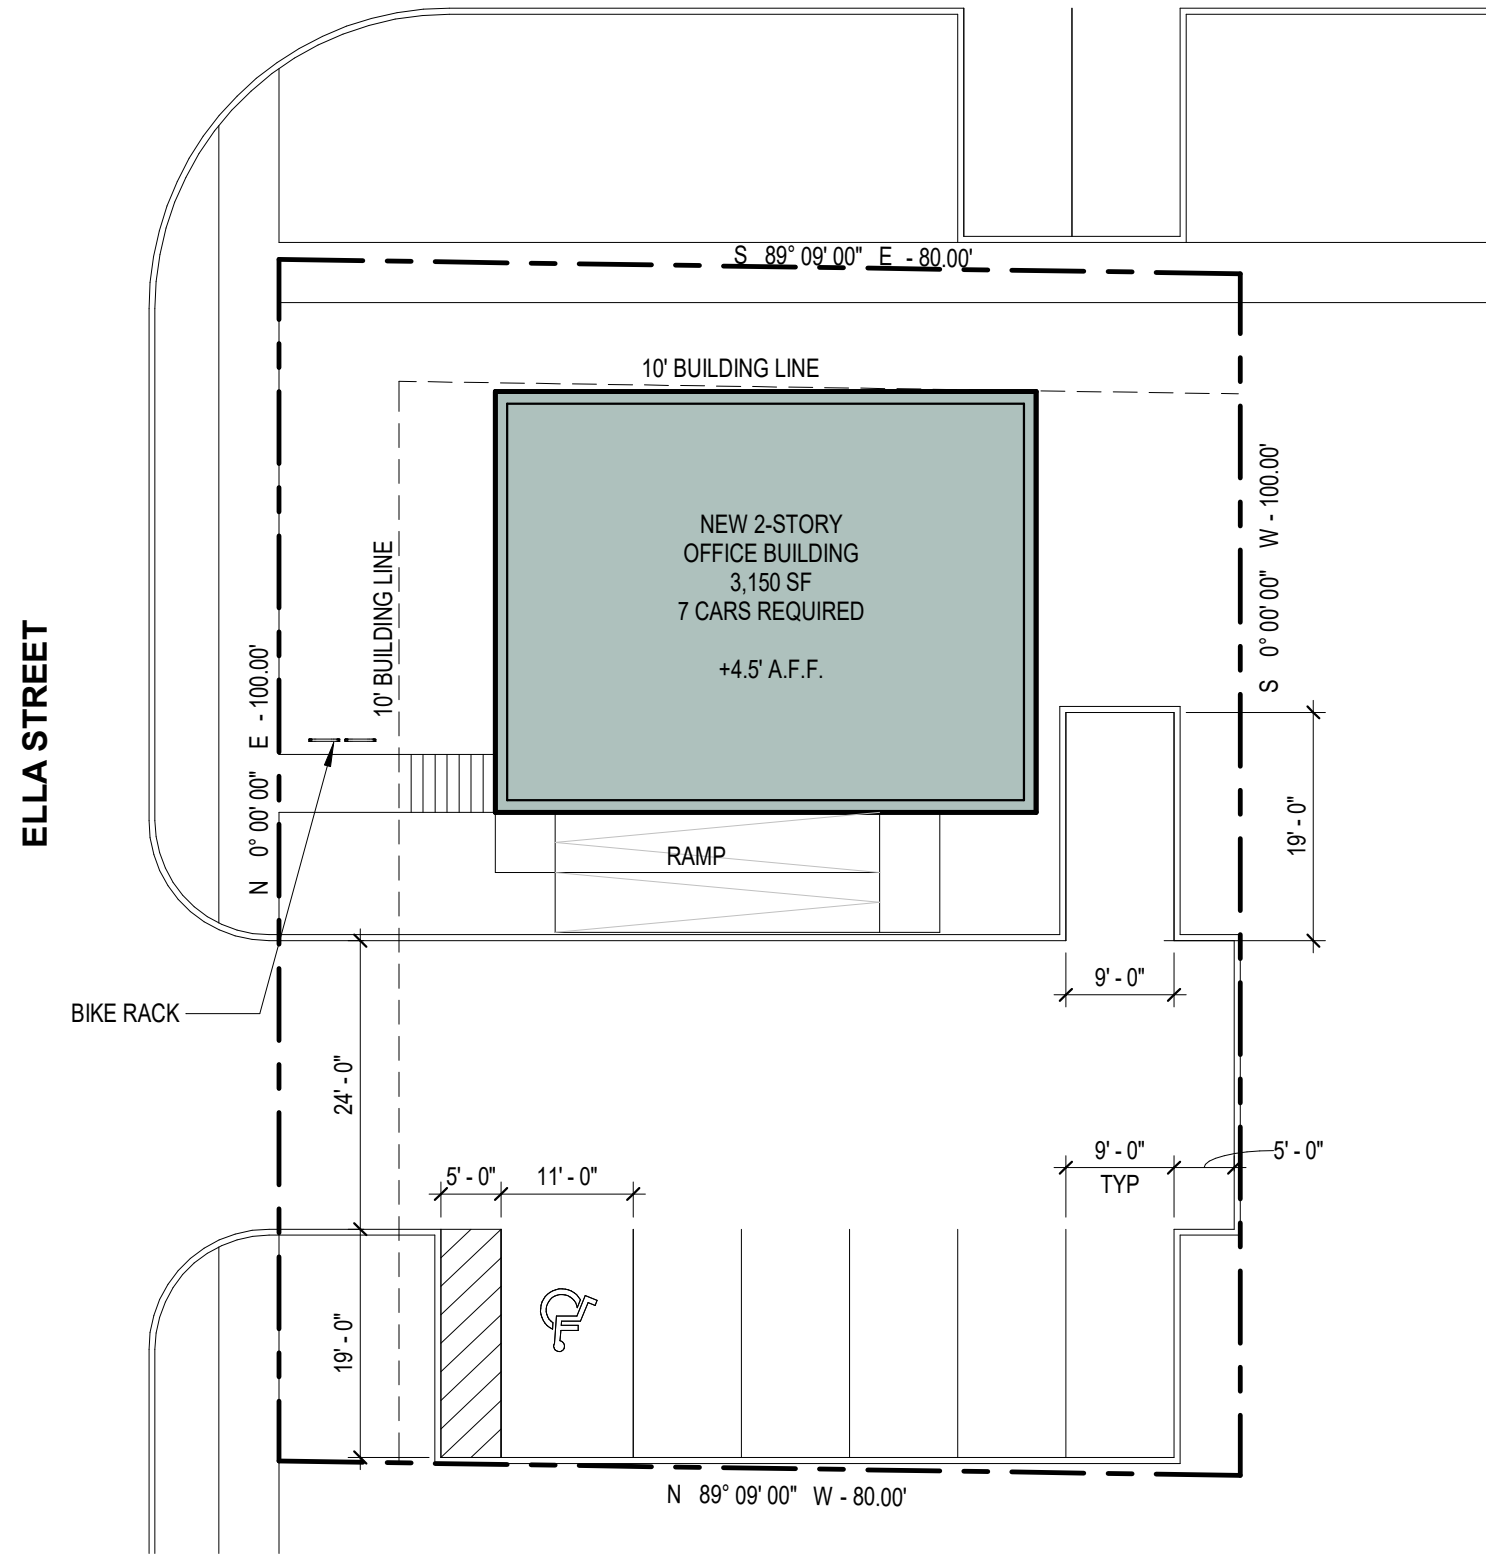 S 89° 09' 00" E - 80.00'
10' BUILDING LINE
NEW 2-STORY
OFFICE BUILDING
3,150 SF
7 CARS REQUIRED
+4.5' A.F.F.
10' BUILDING LINE
S 0° 00' 00" W - 100.00'
ELLA STREET
N 0° 00' 00" E - 100.00'
19' - 0"
RAMP
9' - 0"
BIKE RACK
24' - 0"
9' - 0"
TYP
5' - 0"
5' - 0"
11' - 0"
19' - 0"
N 89° 09' 00" W - 80.00'